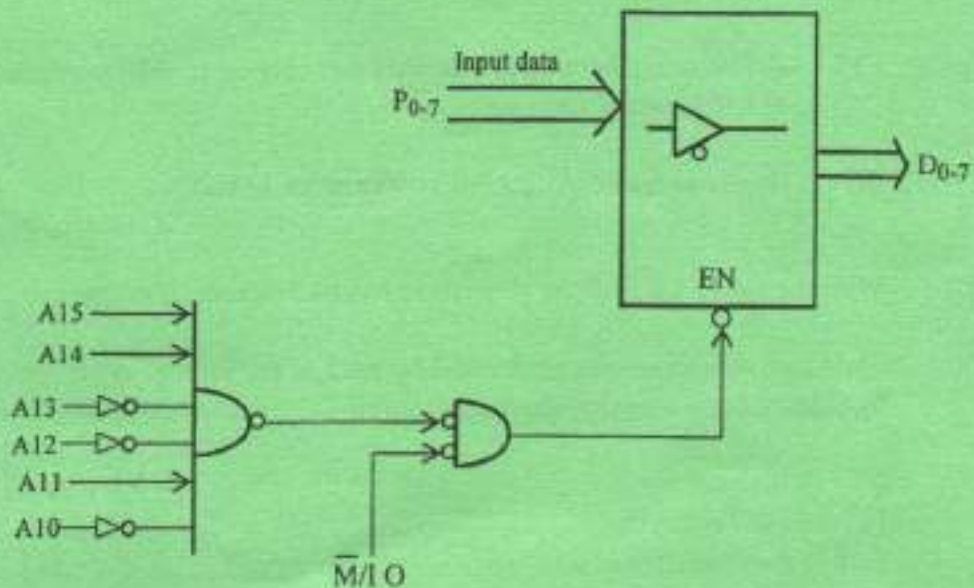 Input data
P0-7
D0-7
EN
A15
A14
A13
A12
A11
A10
M̅/I O